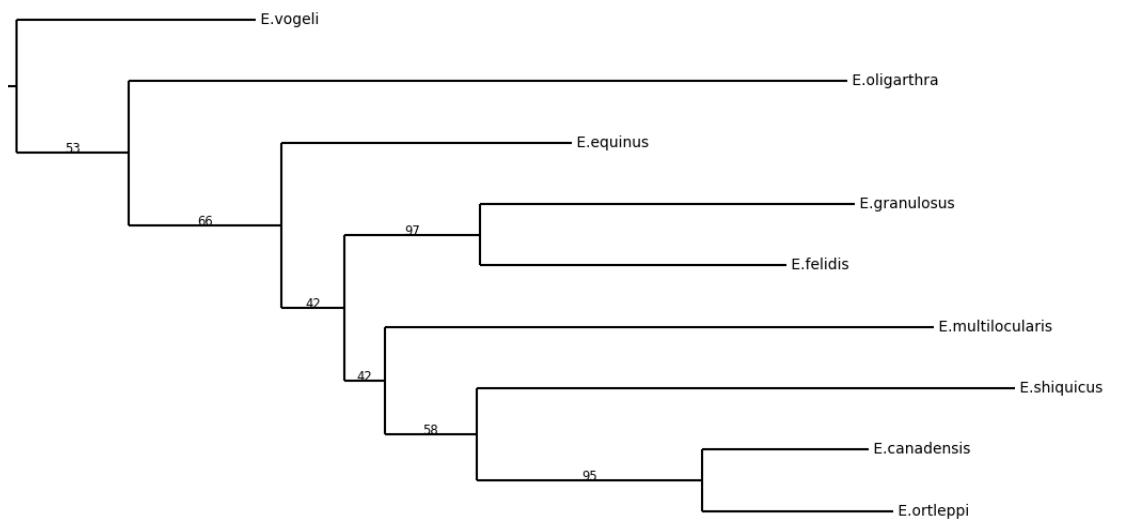 E.vogeli
E.oligarthra
53
E.equinus
E.granulosus
66
97
E.felidis
42
E.multilocularis
42
E.shiquicus
58
E.canadensis
95
E.ortleppi